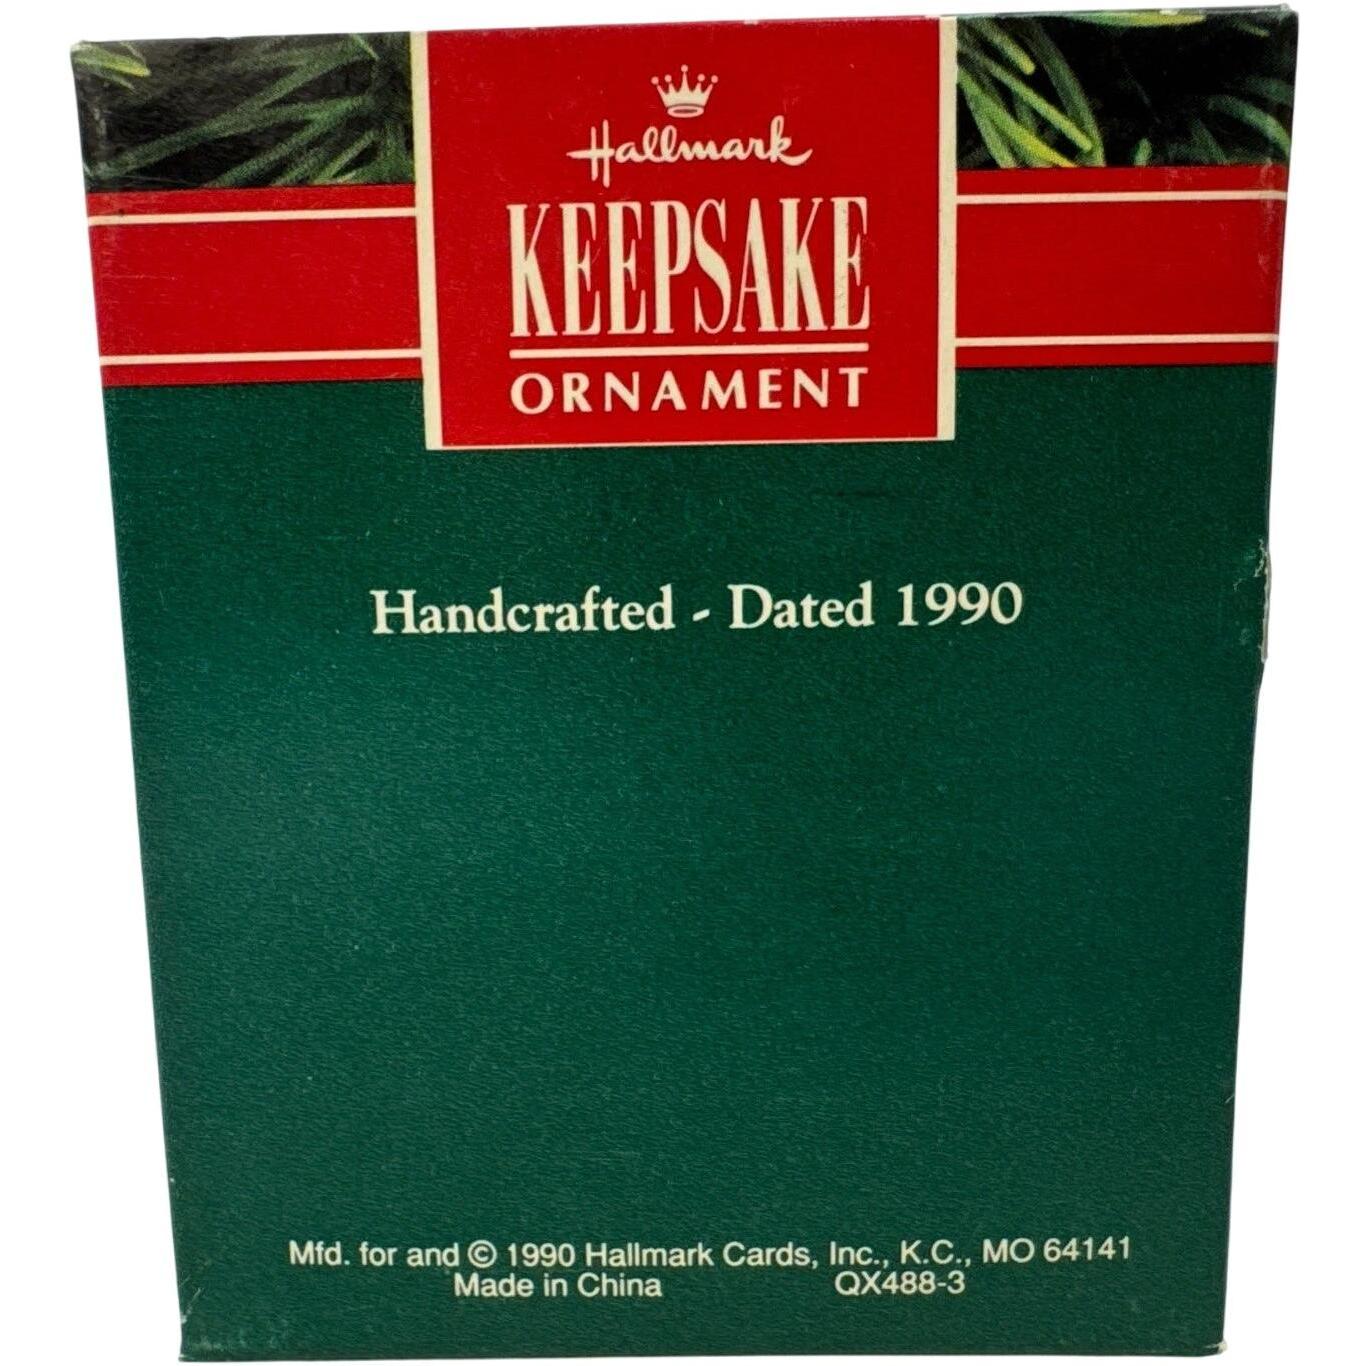 Hallmark
KEEPSAKE
ORNAMENT
Handcrafted - Dated 1990
Mfd. for and © 1990 Hallmark Cards, Inc., K.C., MO 64141
Made in China QX488-3